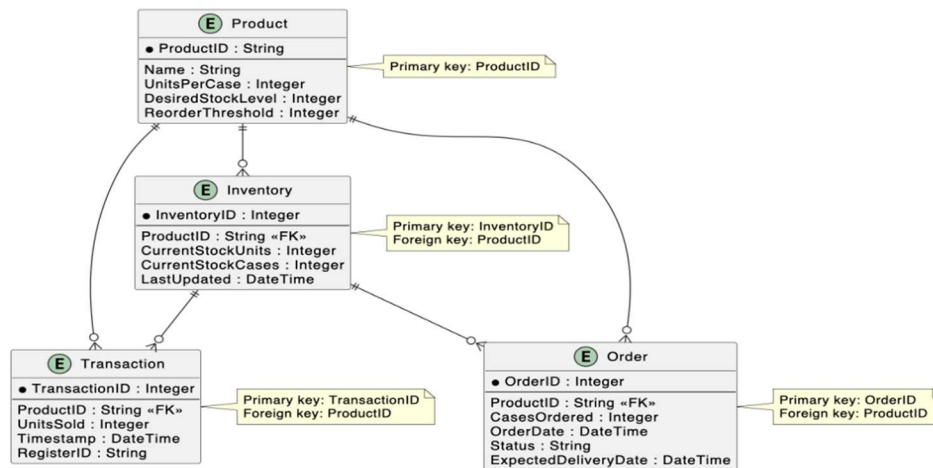 E Product
ProductID : String
Name : String
UnitsPerCase : Integer
DesiredStockLevel : Integer
ReorderThreshold : Integer
Primary key: ProductID
E Inventory
InventoryID : Integer
ProductID : String «FK»
CurrentStockUnits : Integer
CurrentStockCases : Integer
LastUpdated : DateTime
Primary key: InventoryID
Foreign key: ProductID
E Transaction
TransactionID : Integer
ProductID : String «FK»
UnitsSold : Integer
Timestamp : DateTime
RegisterID : String
Primary key: TransactionID
Foreign key: ProductID
E Order
OrderID : Integer
ProductID : String «FK»
CasesOrdered : Integer
OrderDate : DateTime
Status : String
ExpectedDeliveryDate : DateTime
Primary key: OrderID
Foreign key: ProductID